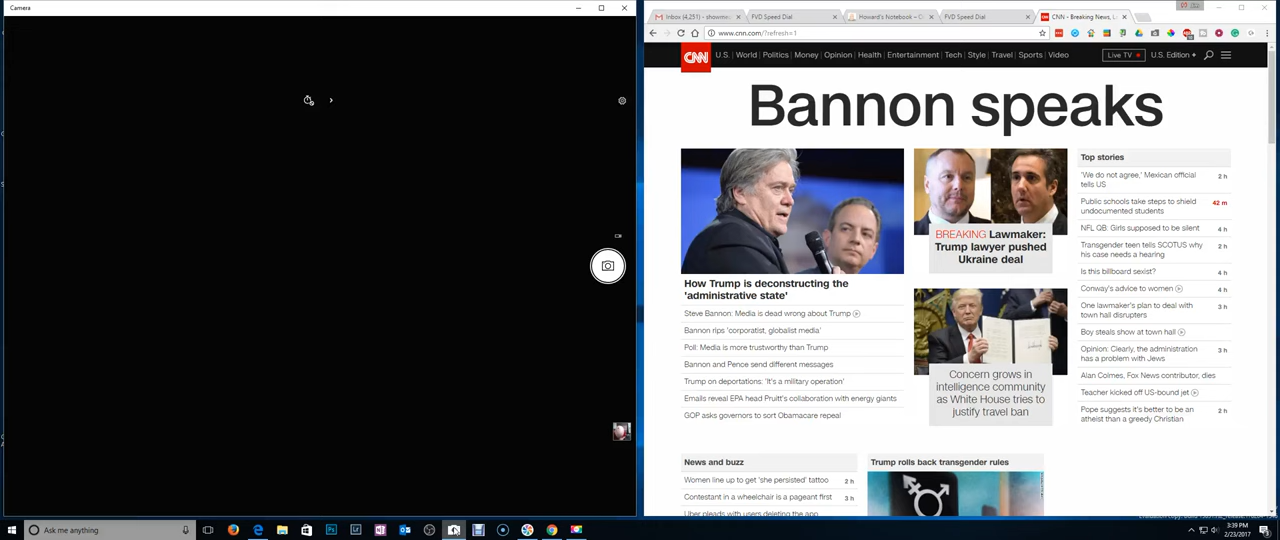 Camera
Inbox (4,251) - showme
FVD Speed Dial
Howard's Notebook
FVD Speed Dial
CNN - Breaking News, L
www.cnn.com/?refresh=1
CNN
U.S.
World
Politics
Money
Opinion
Health
Entertainment
Tech
Style
Travel
Sports
Video
Live TV
U.S. Edition +
Bannon speaks
How Trump is deconstructing the
'administrative state'
Steve Bannon: Media is dead wrong about Trump
Bannon rips 'corporatist, globalist media'
Poll: Media is more trustworthy than Trump
Bannon and Pence send different messages
Trump on deportations: 'It's a military operation'
Emails reveal EPA head Pruitt's collaboration with energy giants
GOP asks governors to sort Obamacare repeal
BREAKING Lawmaker:
Trump lawyer pushed
Ukraine deal
Concern grows in
intelligence community
as White House tries to
justify travel ban
Top stories
'We do not agree,' Mexican official
tells US
2 h
Public schools take steps to shield
undocumented students
42 m
NFL QB: Girls supposed to be silent
4 h
Transgender teen tells SCOTUS why
his case needs a hearing
2 h
Is this billboard sexist?
4 h
Conway's advice to women
4 h
One lawmaker's plan to deal with
town hall disrupters
3 h
Boy steals show at town hall
Opinion: Clearly, the administration
has a problem with Jews
3 h
Alan Colmes, Fox News contributor, dies
Teacher kicked off US-bound jet
Pope suggests it's better to be an
atheist than a greedy Christian
2 h
News and buzz
Women line up to get 'she persisted' tattoo
2 h
Contestant in a wheelchair is a pageant first
3 h
Uber pleads with users deleting the app
Trump rolls back transgender rules
Ask me anything
3:39 PM
2/23/2017